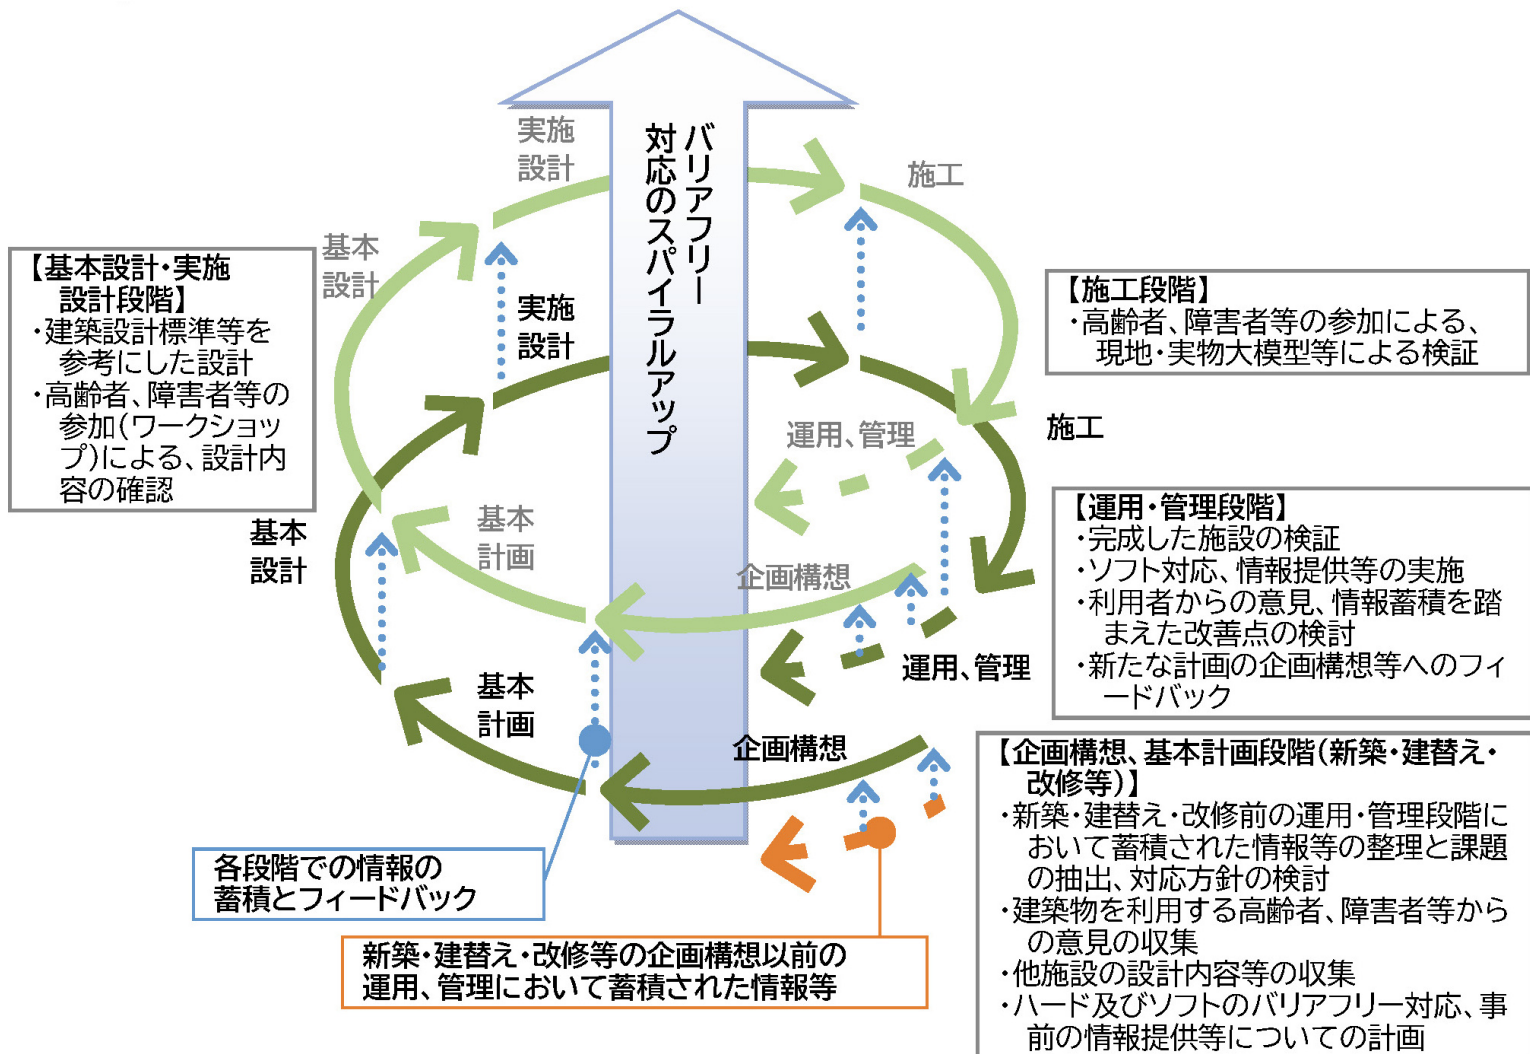 バリアフリー
対応のスパイラルアップ
実施
設計
施工
基本
設計
運用、管理
基本
計画
企画構想
実施
設計
施工
基本
設計
運用、管理
基本
計画
企画構想
【基本設計・実施
設計段階】
・建築設計標準等を
参考にした設計
・高齢者、障害者等の
参加(ワークショッ
プ)による、設計内
容の確認
【施工段階】
・高齢者、障害者等の参加による、
現地・実物大模型等による検証
【運用・管理段階】
・完成した施設の検証
・ソフト対応、情報提供等の実施
・利用者からの意見、情報蓄積を踏
まえた改善点の検討
・新たな計画の企画構想等へのフィ
ードバック
【企画構想、基本計画段階(新築・建替え・
改修等)】
・新築・建替え・改修前の運用・管理段階に
おいて蓄積された情報等の整理と課題
の抽出、対応方針の検討
・建築物を利用する高齢者、障害者等から
の意見の収集
・他施設の設計内容等の収集
・ハード及びソフトのバリアフリー対応、事
前の情報提供等についての計画
各段階での情報の
蓄積とフィードバック
新築・建替え・改修等の企画構想以前の
運用、管理において蓄積された情報等